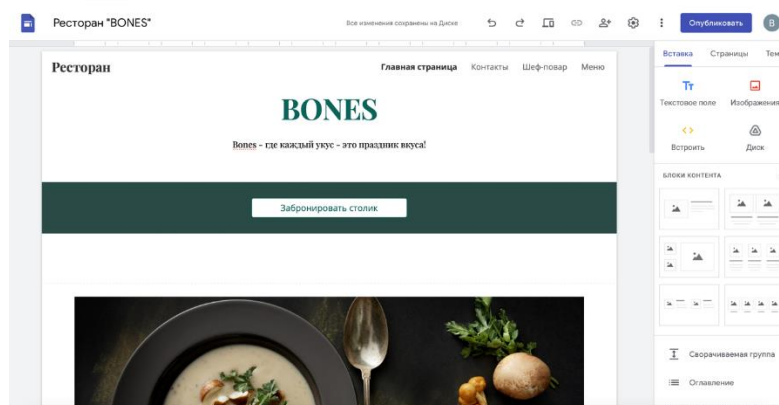 Ресторан "BONES"
Все изменения сохранены на Диске
Опубликовать
B
Ресторан
Главная страница Контакты Шеф-повар Меню
BONES
Bones - где каждый укус - это праздник вкуса!
Забронировать столик
Вставка Страницы Тем
Текстовое поле Изображения
Встроить Диск
БЛОКИ КОНТЕНТА
Сворачиваемая группа
Оглавление